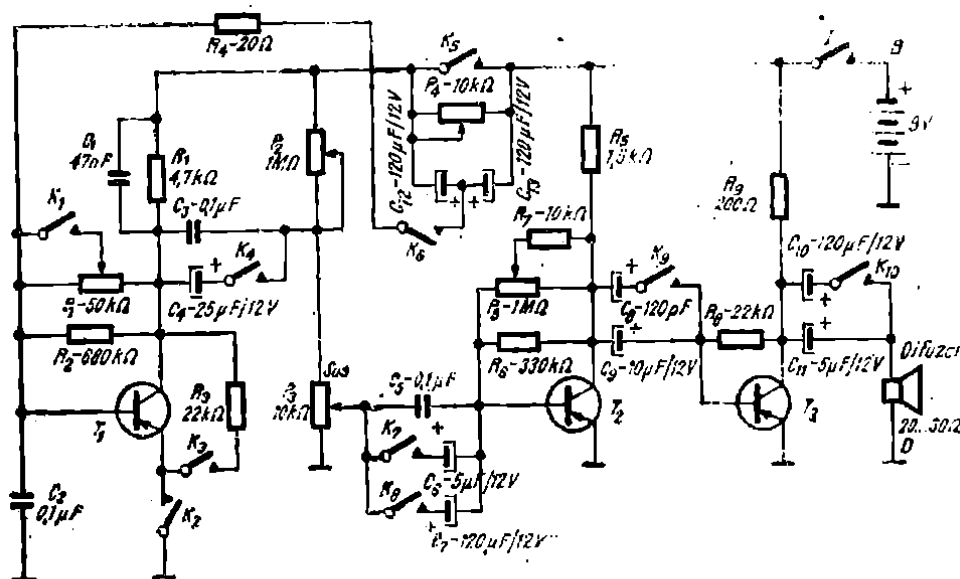 R4-20Ω
K5
P4-10kΩ
C12-120µF/12V
C13-120µF/12V
K6
I
B
+
9V
C1
47nF
R1
4,7kΩ
P2
1MΩ
C3-0,1µF
K1
K4
P1-50kΩ
C4-25µF/12V
R2-680kΩ
R3
22kΩ
T1
K3
K2
C2
0,1µF
Sus
P3
10kΩ
C5-0,1µF
K7
C6-5µF/12V
K8
C7-120µF/12V
R5
R7-10kΩ
P5-1MΩ
R6-330kΩ
K9
C8-120pF
C9-10µF/12V
T2
R8-22kΩ
R9
200Ω
C10-120µF/12V
K10
C11-5µF/12V
T3
Difuzor
20...30Ω
D